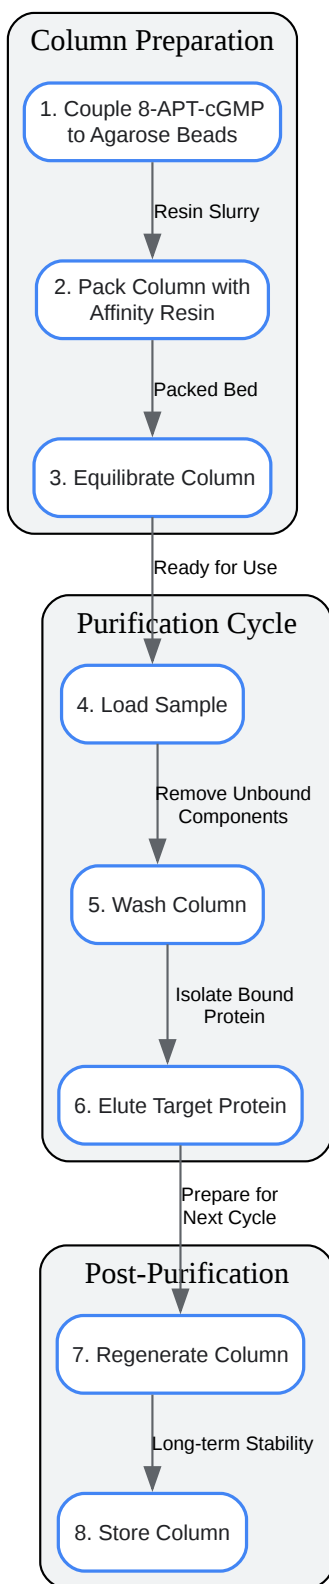 Column Preparation
1. Couple 8-APT-cGMP
to Agarose Beads
Resin Slurry
2. Pack Column with
Affinity Resin
Packed Bed
3. Equilibrate Column
Ready for Use
Purification Cycle
4. Load Sample
Remove Unbound
Components
5. Wash Column
Isolate Bound
Protein
6. Elute Target Protein
Prepare for
Next Cycle
Post-Purification
7. Regenerate Column
Long-term Stability
8. Store Column